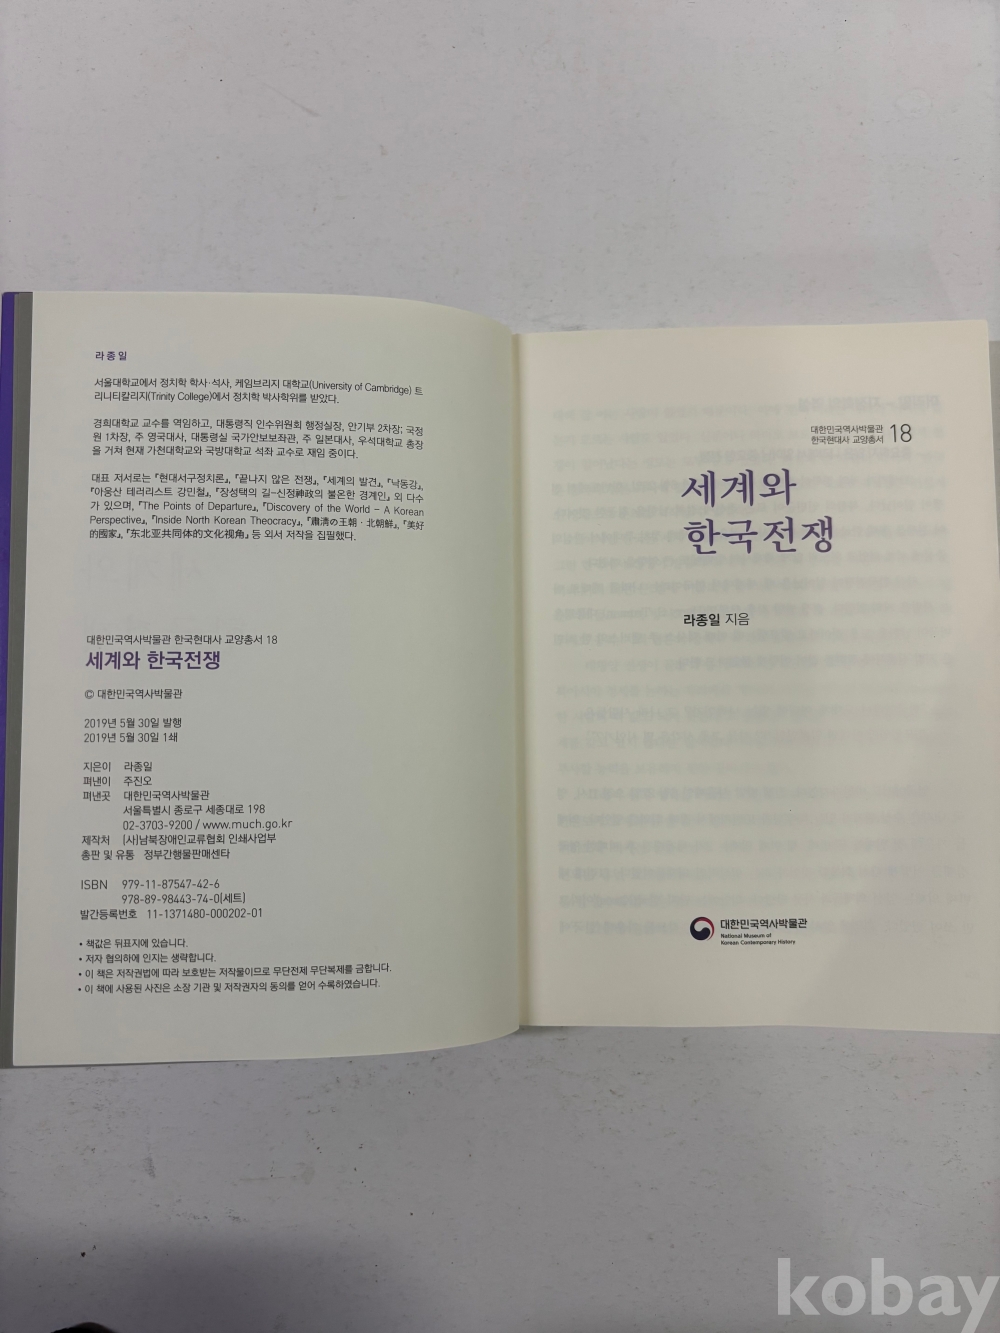 라종일
서울대학교에서 정치학 학사·석사, 케임브리지 대학교(University of Cambridge) 트
리니티칼리지(Trinity College)에서 정치학 박사학위를 받았다.
경희대학교 교수를 역임하고, 대통령직 인수위원회 행정실장, 안기부 2차장; 국정
원 1차장, 주 영국대사, 대통령실 국가안보보좌관, 주 일본대사, 우석대학교 총장
을 거쳐 현재 가천대학교와 국방대학교 석좌 교수로 재임 중이다.
대표 저서로는 『현대서구정치론』, 『끝나지 않은 전쟁』, 『세계의 발견』, 『낙동강』,
『아웅산 테러리스트 강민철』, 『장성택의 길–신정神政의 불온한 경계인』 외 다수
가 있으며, 『The Points of Departure』, 『Discovery of the World – A Korean
Perspective』, 『Inside North Korean Theocracy』, 『肅清の王朝·北朝鮮』, 『美好
的國家』, 『东北亚共同体的文化视角』 등 외서 저작을 집필했다.
대한민국역사박물관 한국현대사 교양총서 18
세계와 한국전쟁
© 대한민국역사박물관
2019년 5월 30일 발행
2019년 5월 30일 1쇄
지은이 라종일
펴낸이 주진오
펴낸곳 대한민국역사박물관
서울특별시 종로구 세종대로 198
02-3703-9200 / www.much.go.kr
제작처 (사)남북장애인교류협회 인쇄사업부
총판 및 유통 정부간행물판매센타
ISBN 979-11-87547-42-6
978-89-98443-74-0(세트)
발간등록번호 11-1371480-000202-01
• 책값은 뒤표지에 있습니다.
• 저자 협의하에 인지는 생략합니다.
• 이 책은 저작권법에 따라 보호받는 저작물이므로 무단전제 무단복제를 금합니다.
• 이 책에 사용된 사진은 소장 기관 및 저작권자의 동의를 얻어 수록하였습니다.
대한민국역사박물관
한국현대사 교양총서 18
세계와
한국전쟁
라종일 지음
대한민국역사박물관
National Museum of
Korean Contemporary History
kobay